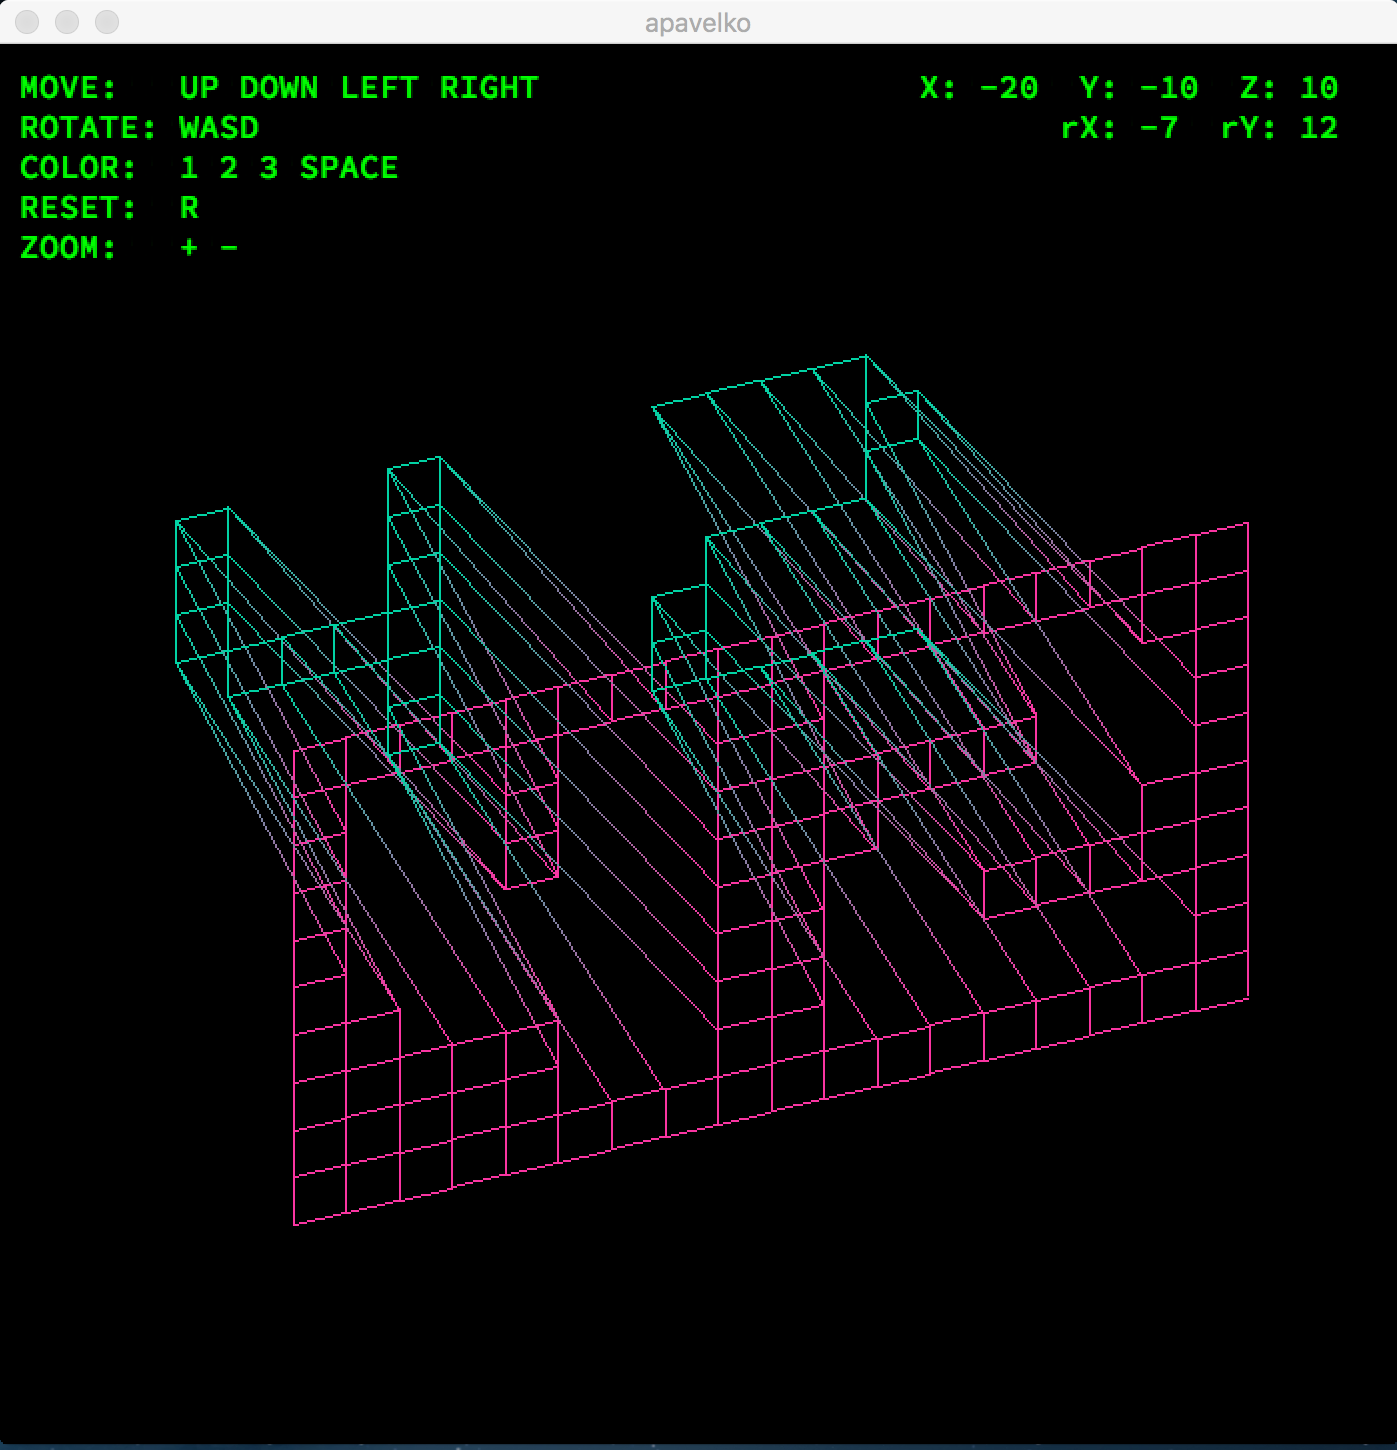 apavelko
MOVE: UP DOWN LEFT RIGHT X: -20 Y: -10 Z: 10
ROTATE: WASD rX: -7 rY: 12
COLOR: 1 2 3 SPACE
RESET: R
ZOOM: + -
42